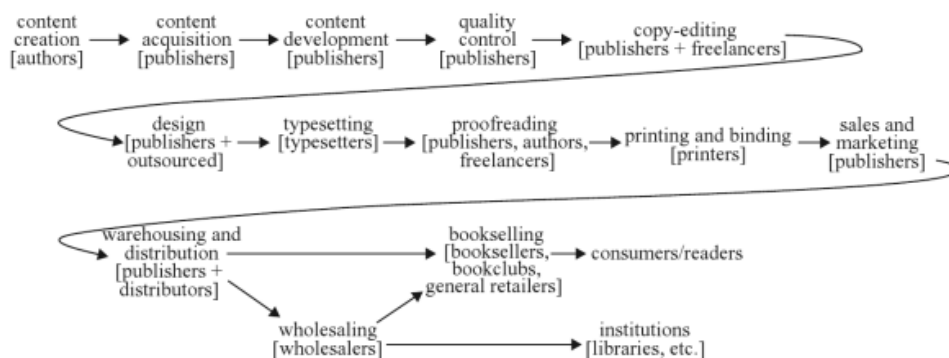 content
creation
[authors]
content
acquisition
[publishers]
content
development
[publishers]
quality
control
[publishers]
copy-editing
[publishers + freelancers]
design
[publishers +
outsourced]
typesetting
[typesetters]
proofreading
[publishers, authors,
freelancers]
printing and binding
[printers]
sales and
marketing
[publishers]
warehousing and
distribution
[publishers +
distributors]
bookselling
[booksellers,
bookclubs,
general retailers]
consumers/readers
wholesaling
[wholesalers]
institutions
[libraries, etc.]